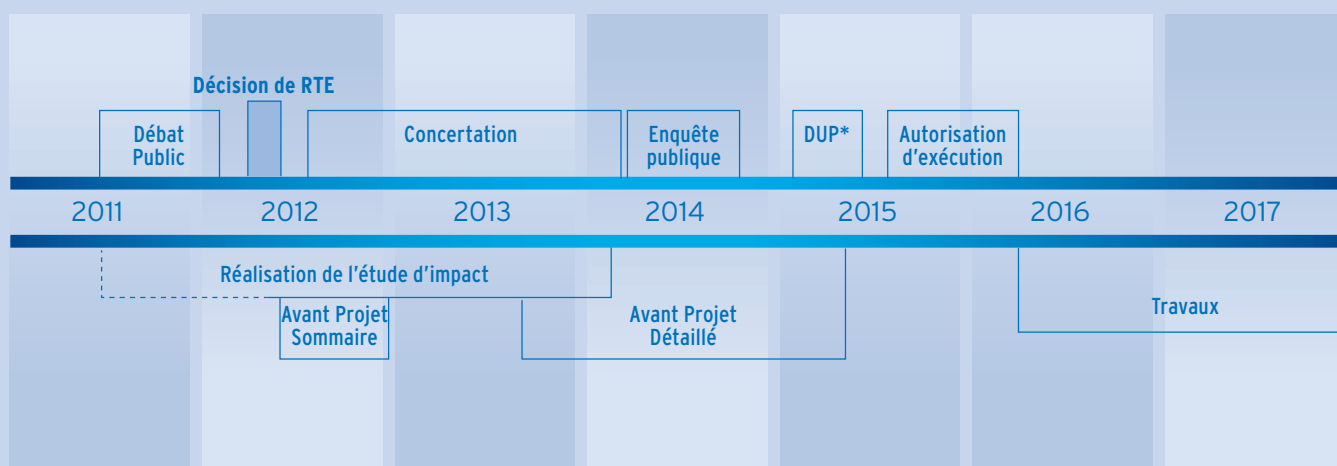 Décision de RTE
Débat
Public
Concertation
Enquête
publique
DUP*
Autorisation
d'exécution
2011
2012
2013
2014
2015
2016
2017
Réalisation de l'étude d'impact
Avant Projet
Sommaire
Avant Projet
Détaillé
Travaux